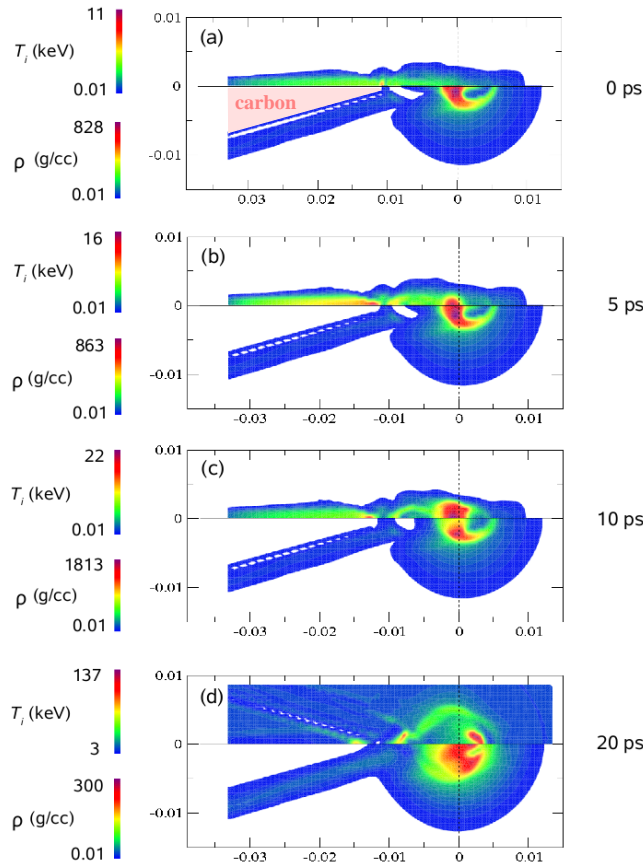 11
T_i (keV)
0.01
828
ρ (g/cc)
0.01
(a)
carbon
0.01
0
-0.01
0.03 0.02 0.01 0 0.01
0 ps
16
T_i (keV)
0.01
863
ρ (g/cc)
0.01
(b)
0.01
0
-0.01
-0.03 -0.02 -0.01 0 0.01
5 ps
22
T_i (keV)
0.01
1813
ρ (g/cc)
0.01
(c)
0.01
0
-0.01
-0.03 -0.02 -0.01 0 0.01
10 ps
137
T_i (keV)
3
300
ρ (g/cc)
0.01
(d)
0.01
0
-0.01
-0.03 -0.02 -0.01 0 0.01
20 ps